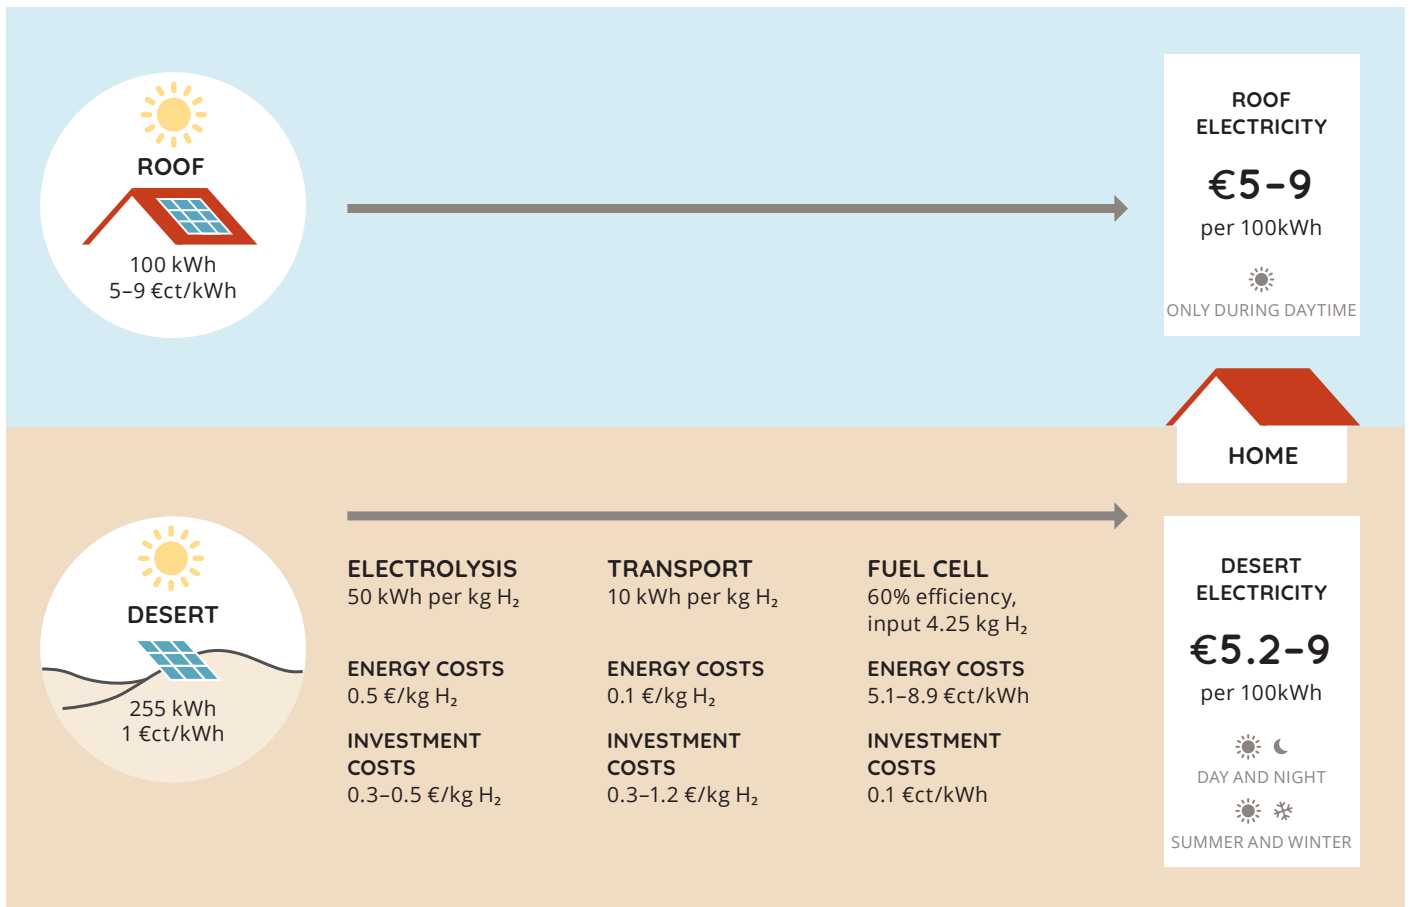 ROOF
100 kWh
5–9 €ct/kWh
ROOF
ELECTRICITY
€5–9
per 100kWh
ONLY DURING DAYTIME
HOME
DESERT
255 kWh
1 €ct/kWh
ELECTROLYSIS
50 kWh per kg H₂
ENERGY COSTS
0.5 €/kg H₂
INVESTMENT
COSTS
0.3–0.5 €/kg H₂
TRANSPORT
10 kWh per kg H₂
ENERGY COSTS
0.1 €/kg H₂
INVESTMENT
COSTS
0.3–1.2 €/kg H₂
FUEL CELL
60% efficiency,
input 4.25 kg H₂
ENERGY COSTS
5.1–8.9 €ct/kWh
INVESTMENT
COSTS
0.1 €ct/kWh
DESERT
ELECTRICITY
€5.2–9
per 100kWh
DAY AND NIGHT
SUMMER AND WINTER